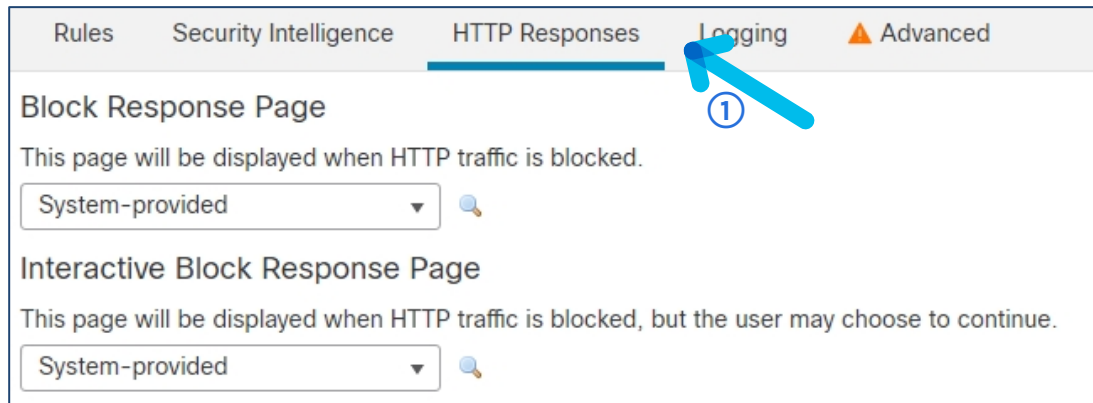 Rules Security Intelligence HTTP Responses Logging Advanced
①
Block Response Page
This page will be displayed when HTTP traffic is blocked.
System-provided
Interactive Block Response Page
This page will be displayed when HTTP traffic is blocked, but the user may choose to continue.
System-provided